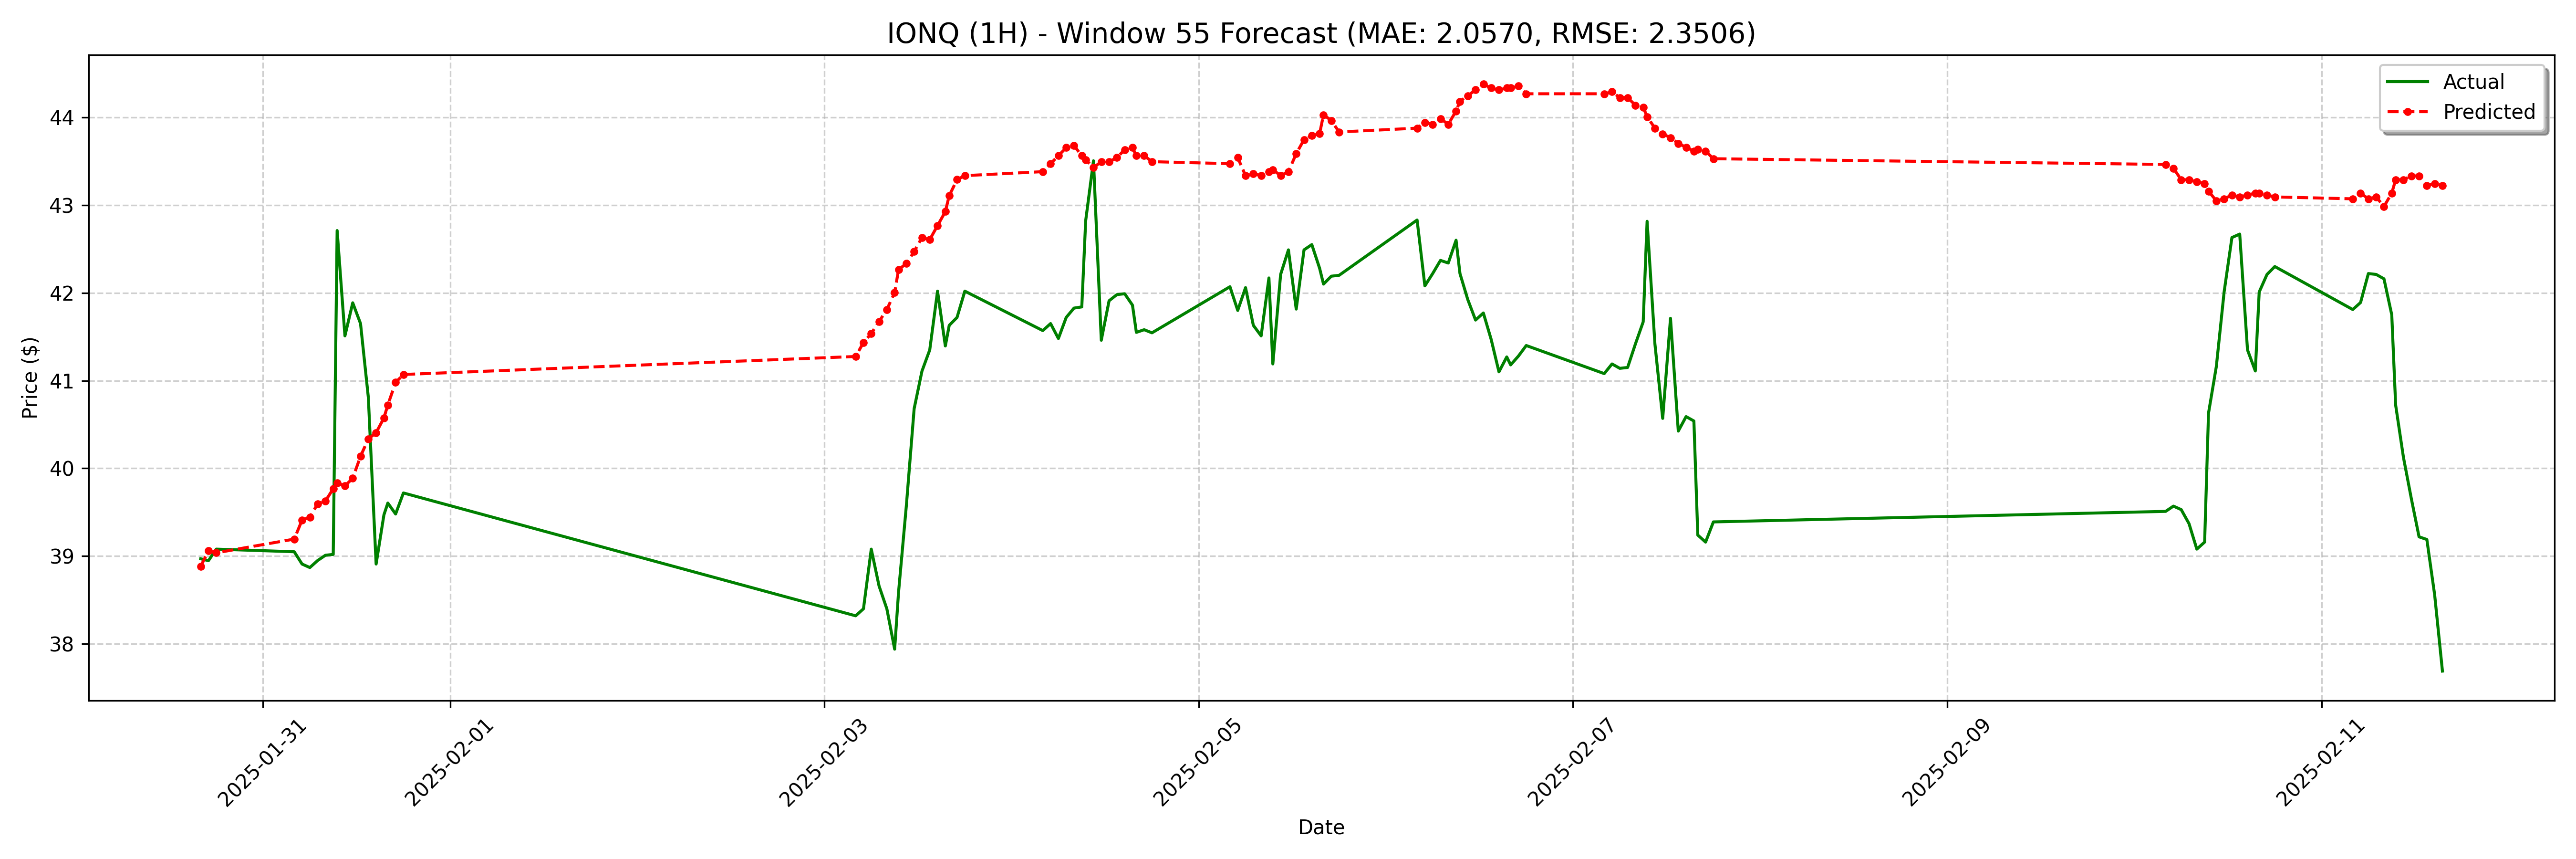 IONQ (1H) - Window 55 Forecast (MAE: 2.0570, RMSE: 2.3506)
Actual
Predicted
Price ($)
44
43
42
41
40
39
38
2025-01-31
2025-02-01
2025-02-03
2025-02-05
2025-02-07
2025-02-09
2025-02-11
Date